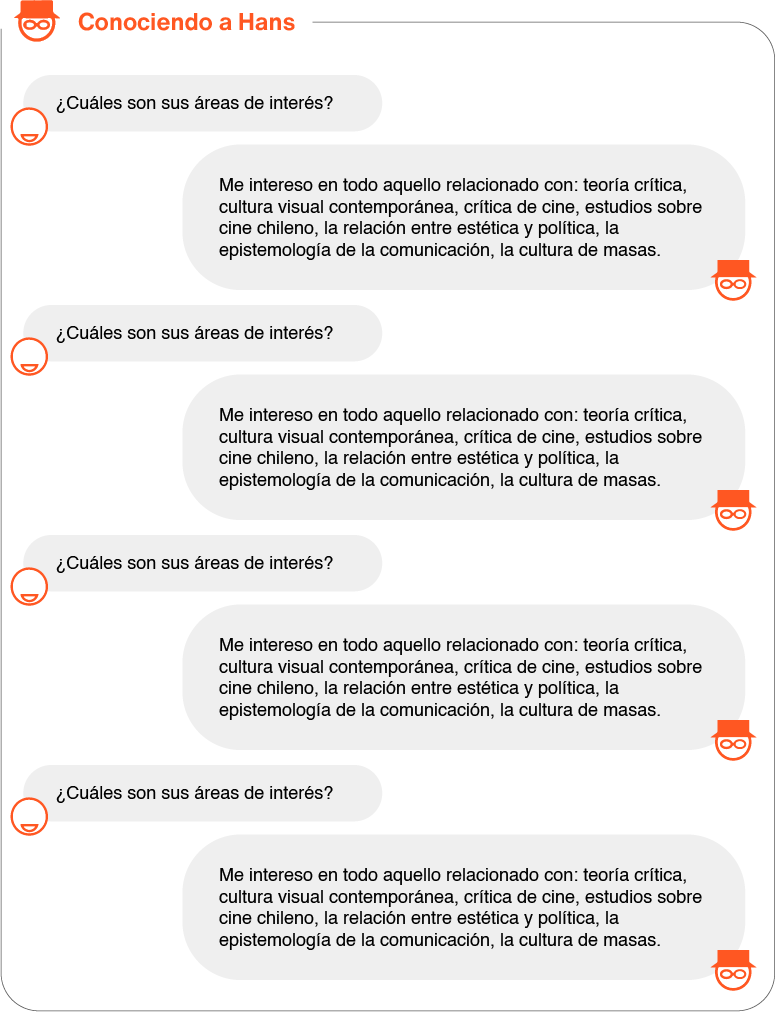 Conociendo a Hans
¿Cuáles son sus áreas de interés?
Me intereso en todo aquello relacionado con: teoría crítica,
cultura visual contemporánea, crítica de cine, estudios sobre
cine chileno, la relación entre estética y política, la
epistemología de la comunicación, la cultura de masas.
¿Cuáles son sus áreas de interés?
Me intereso en todo aquello relacionado con: teoría crítica,
cultura visual contemporánea, crítica de cine, estudios sobre
cine chileno, la relación entre estética y política, la
epistemología de la comunicación, la cultura de masas.
¿Cuáles son sus áreas de interés?
Me intereso en todo aquello relacionado con: teoría crítica,
cultura visual contemporánea, crítica de cine, estudios sobre
cine chileno, la relación entre estética y política, la
epistemología de la comunicación, la cultura de masas.
¿Cuáles son sus áreas de interés?
Me intereso en todo aquello relacionado con: teoría crítica,
cultura visual contemporánea, crítica de cine, estudios sobre
cine chileno, la relación entre estética y política, la
epistemología de la comunicación, la cultura de masas.